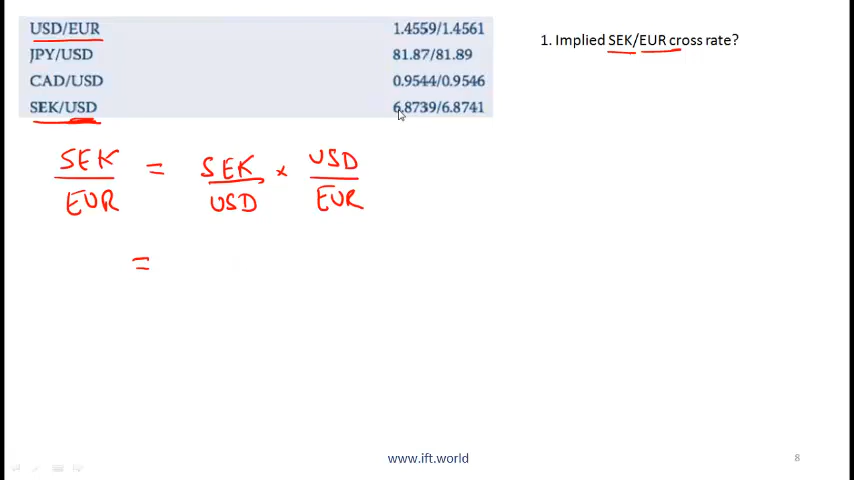 USD/EUR 1.4559/1.4561
JPY/USD 81.87/81.89
CAD/USD 0.9544/0.9546
SEK/USD 6.8739/6.8741
1. Implied SEK/EUR cross rate?
SEK/EUR = SEK/USD × USD/EUR
=
www.ift.world
8